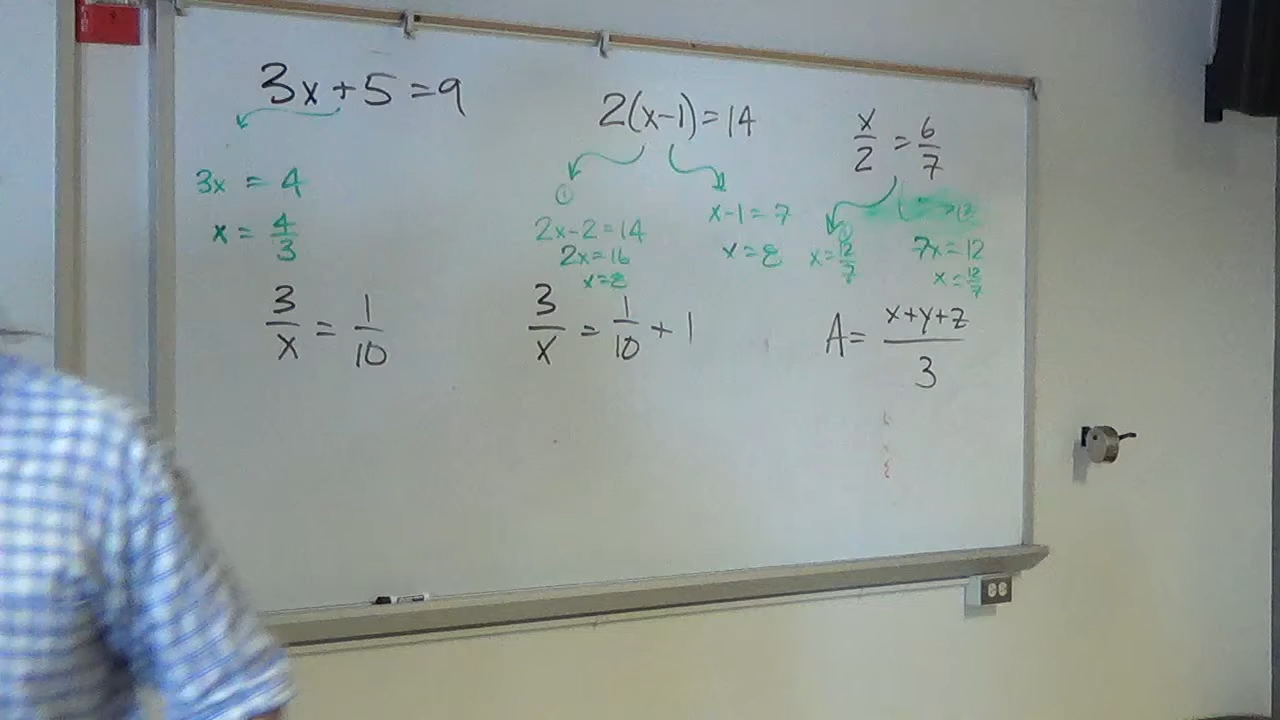 3x+5=9
2(x-1)=14
x/2 = 6/7
3x = 4
x = 4/3
①
2x-2=14
2x=16
x=8
x-1=7
x=8
x=12/7
7x=12
x=12/7
3/x = 1/10
3/x = 1/10 + 1
A= x+y+z/3